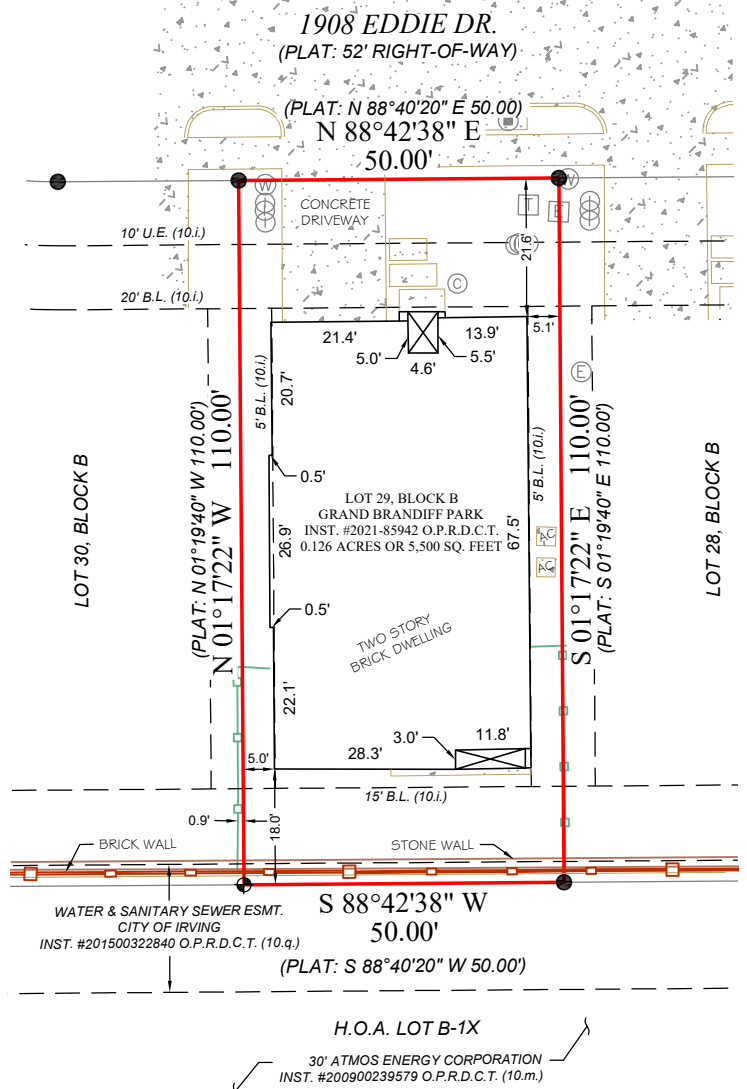 1908 EDDIE DR.
(PLAT: 52' RIGHT-OF-WAY)
(PLAT: N 88°40'20" E 50.00)
N 88°42'38" E
50.00'
W
W
CONCRETE
DRIVEWAY
T
E
10' U.E. (10.i.)
21.6'
C
20' B.L. (10.i.)
21.4'
13.9'
5.1'
5.0'
4.6'
5.5'
E
5' B.L. (10.i.)
20.7'
5' B.L. (10.i.)
(PLAT: N 01°19'40" W 110.00')
N 01°17'22" W 110.00'
S 01°17'22" E 110.00'
(PLAT: S 01°19'40" E 110.00')
LOT 30, BLOCK B
LOT 28, BLOCK B
0.5'
LOT 29, BLOCK B
GRAND BRANDIFF PARK
INST. #2021-85942 O.P.R.D.C.T.
0.126 ACRES OR 5,500 SQ. FEET
26.9'
67.5'
AC
AC
0.5'
TWO STORY
BRICK DWELLING
22.1'
3.0'
11.8'
28.3'
5.0'
15' B.L. (10.i.)
0.9'
18.0'
BRICK WALL
STONE WALL
S 88°42'38" W
50.00'
(PLAT: S 88°40'20" W 50.00')
WATER & SANITARY SEWER ESMT.
CITY OF IRVING
INST. #201500322840 O.P.R.D.C.T. (10.q.)
H.O.A. LOT B-1X
30' ATMOS ENERGY CORPORATION
INST. #200900239579 O.P.R.D.C.T. (10.m.)